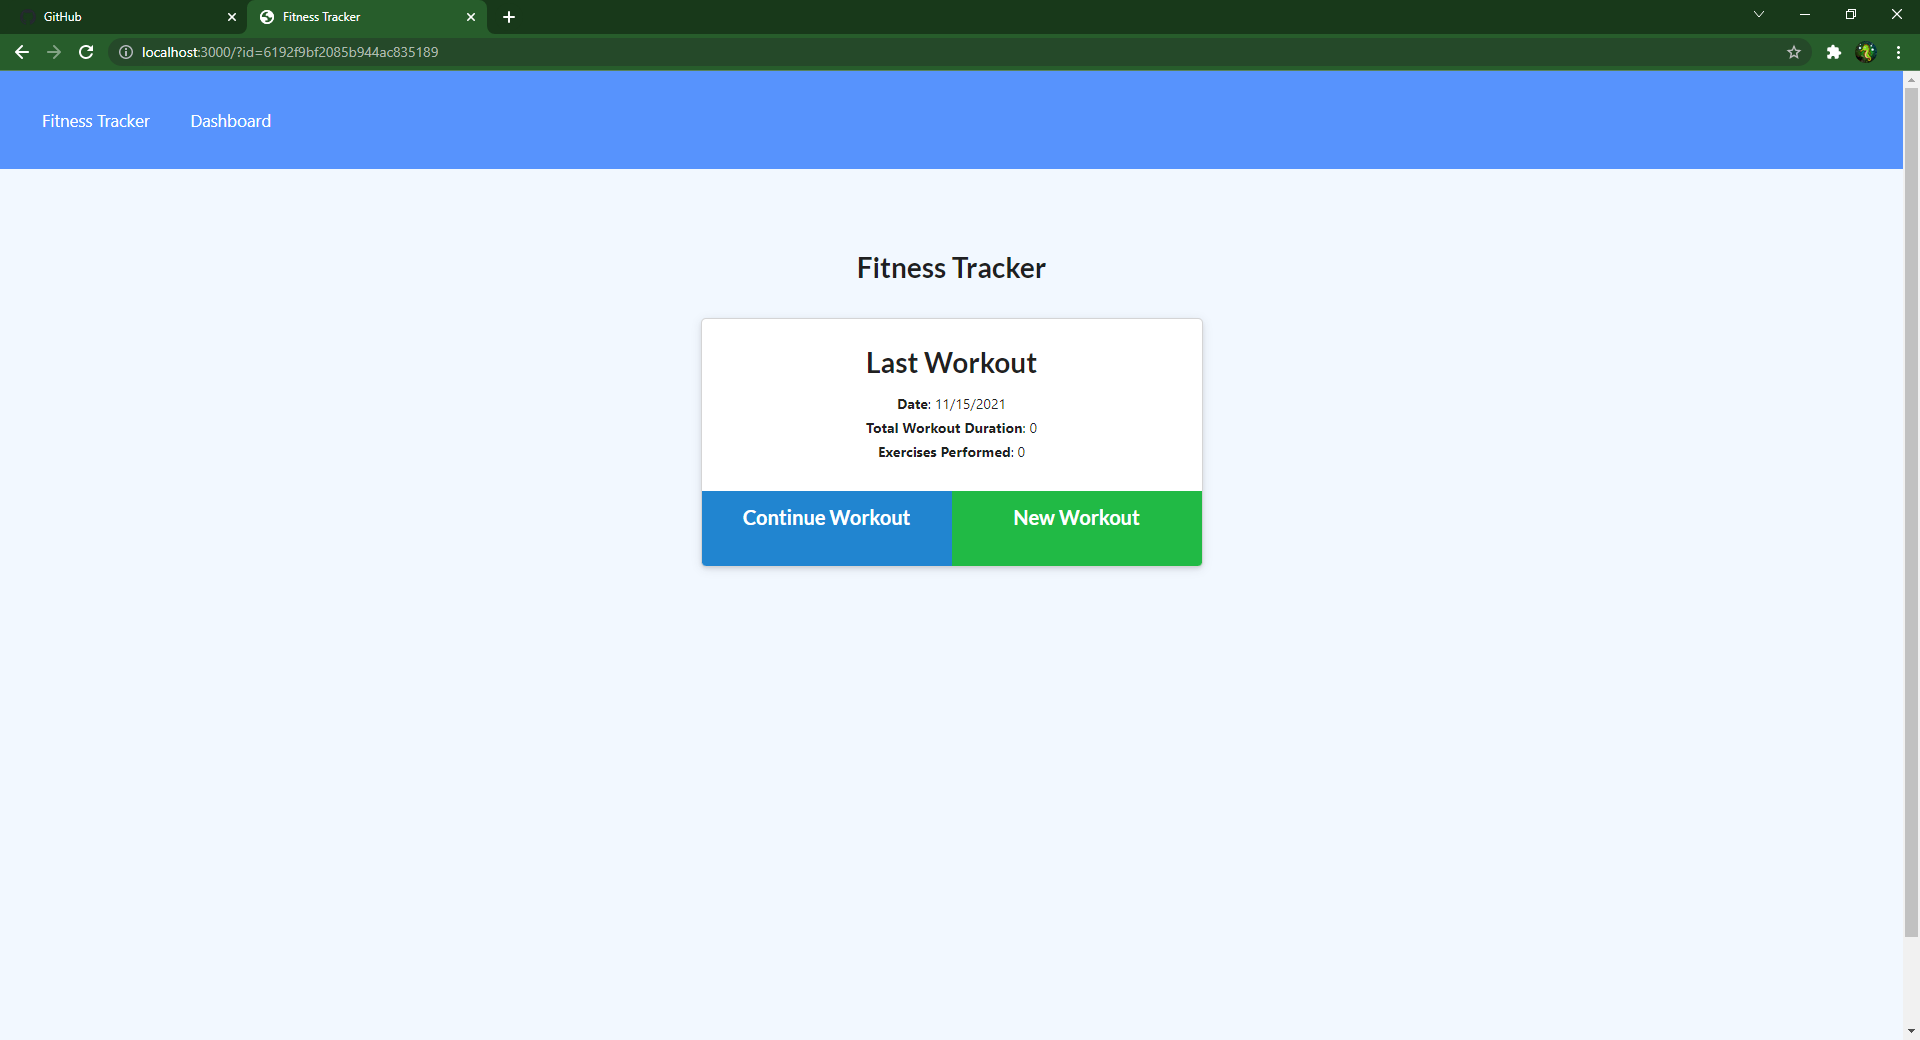 GitHub
Fitness Tracker
localhost:3000/?id=6192f9bf2085b944ac835189
Fitness Tracker Dashboard
Fitness Tracker
Last Workout
Date: 11/15/2021
Total Workout Duration: 0
Exercises Performed: 0
Continue Workout
New Workout